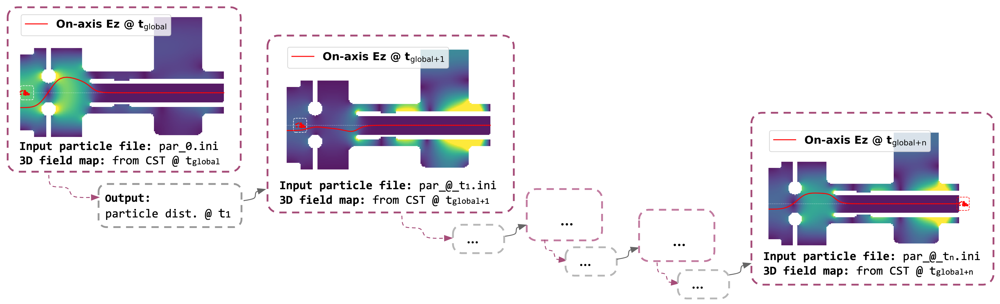 On-axis Ez @ tglobal
Input particle file: par_0.ini
3D field map: from CST @ tglobal
Output:
particle dist. @ t1
On-axis Ez @ tglobal+1
Input particle file: par_@_t1.ini
3D field map: from CST @ tglobal+1
...
...
...
...
...
On-axis Ez @ tglobal+n
Input particle file: par_@_tn.ini
3D field map: from CST @ tglobal+n